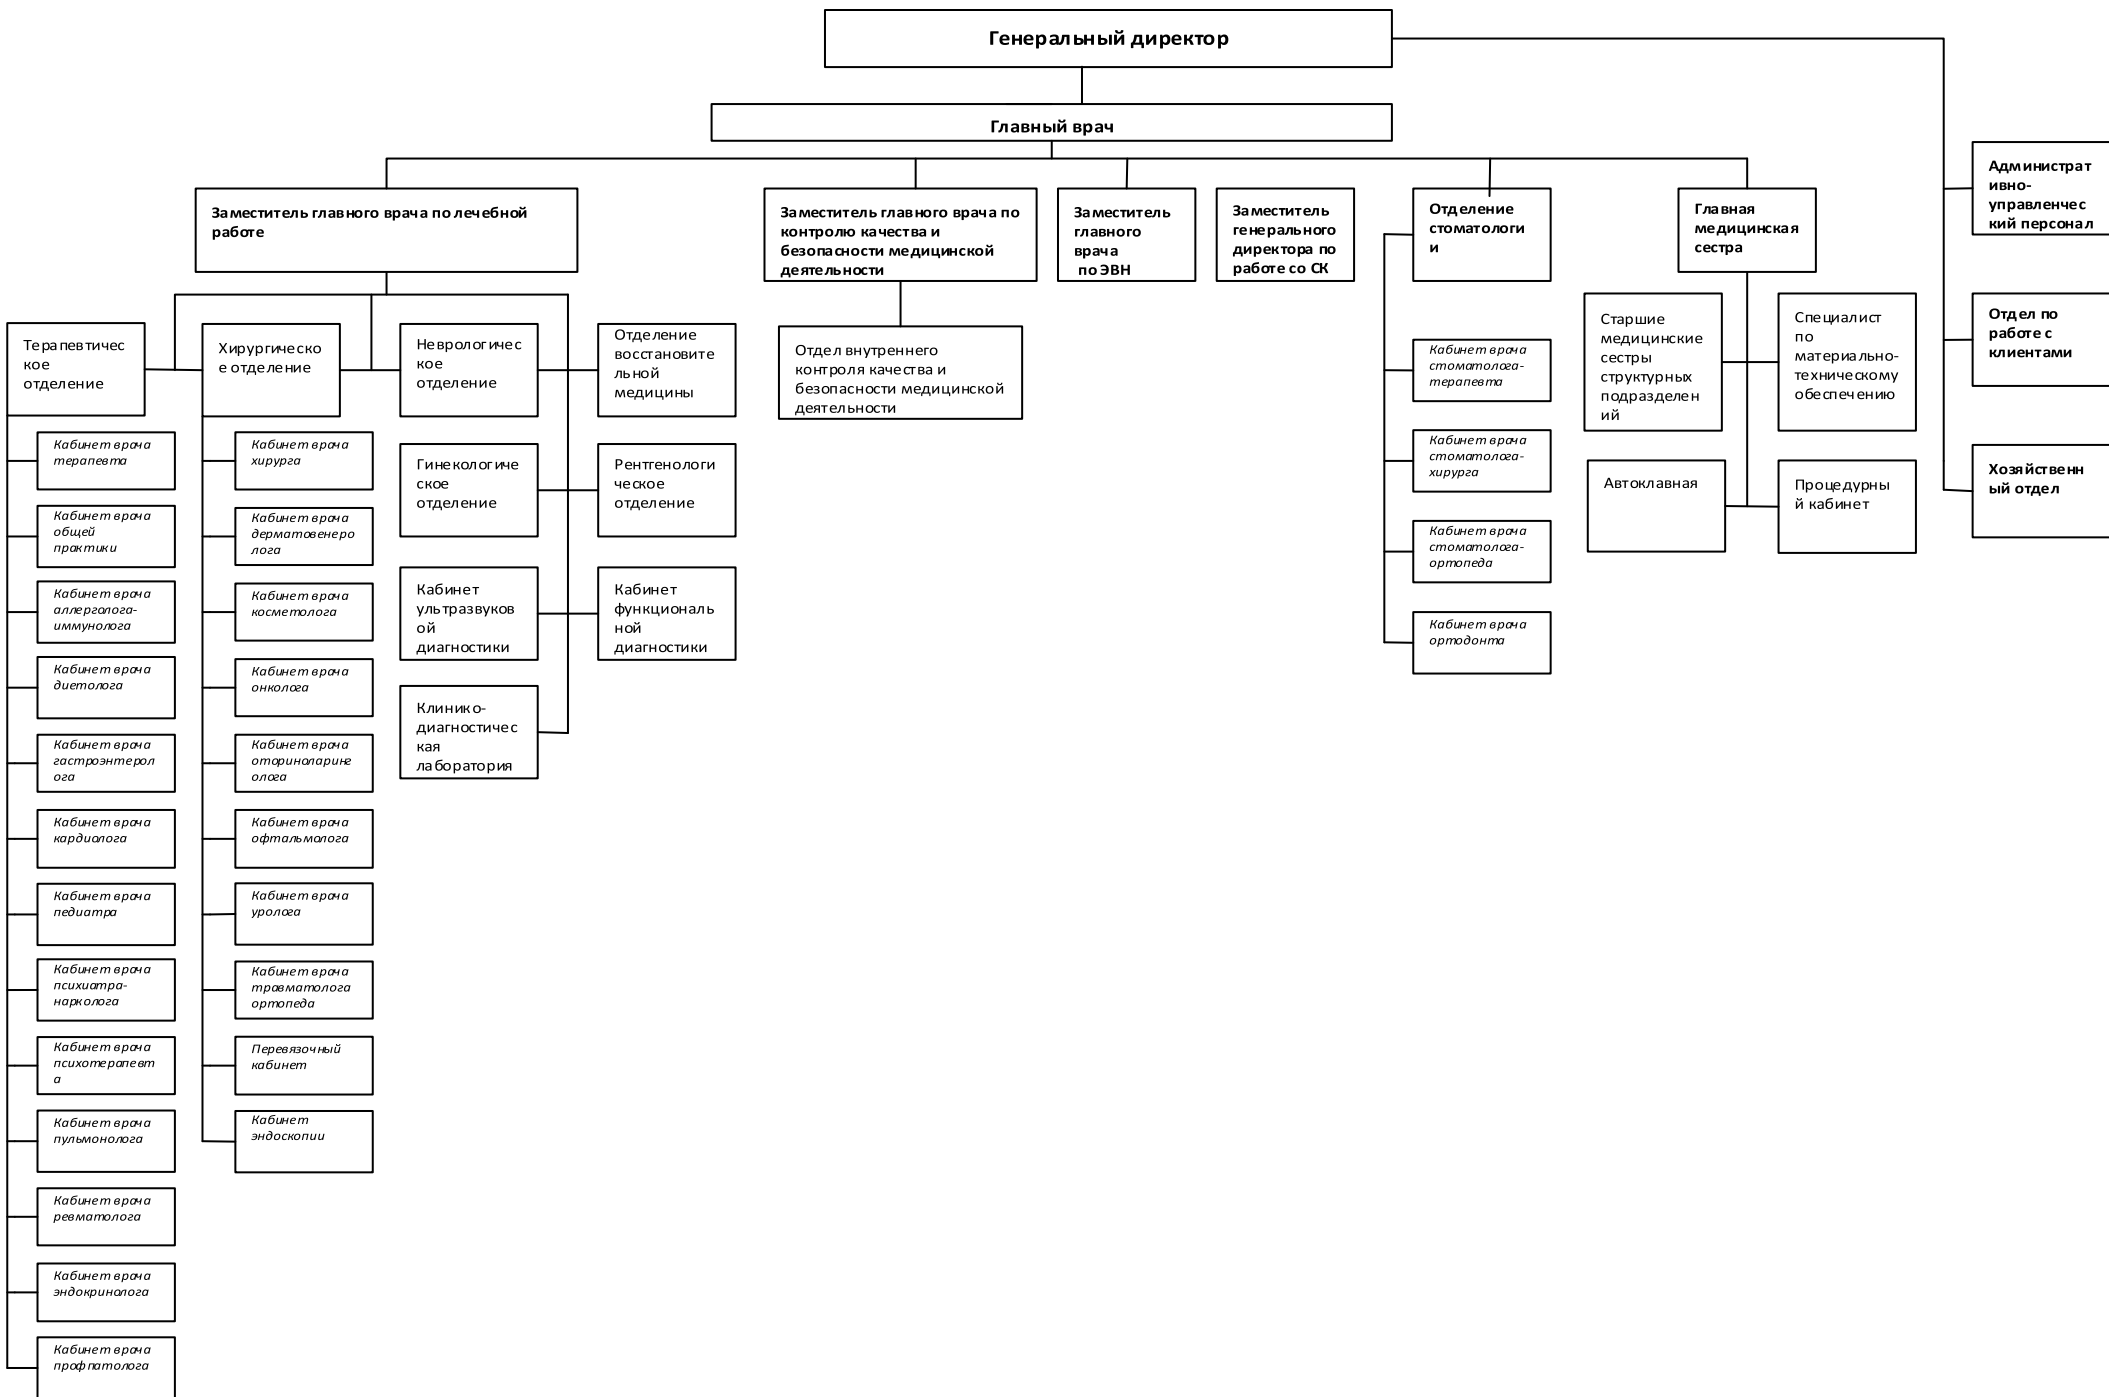 Генеральный директор
Главный врач
Администрат
ивно-
управленчес
кий персонал
Заместитель главного врача по лечебной
работе
Заместитель главного врача по
контролю качества и
безопасности медицинской
деятельности
Заместитель
главного
врача
по ЭВН
Заместитель
генерального
директора по
работе со СК
Отделение
стоматологи
и
Главная
медицинская
сестра
Отдел по
работе с
клиентами
Хозяйственн
ый отдел
Терапевтичес
кое
отделение
Хирургическо
е отделение
Неврологичес
кое
отделение
Отделение
восстановите
льной
медицины
Отдел внутреннего
контроля качества и
безопасности медицинской
деятельности
Старшие
медицинские
сестры
структурных
подразделен
ий
Специалист
по
материально-
техническому
обеспечению
Автоклавная
Процедурны
й кабинет
Кабинет врача
стоматолога-
терапевта
Кабинет врача
стоматолога-
хирурга
Кабинет врача
стоматолога-
ортопеда
Кабинет врача
ортодонта
Гинекологиче
ское
отделение
Рентгенологи
ческое
отделение
Кабинет
ультразвуков
ой
диагностики
Кабинет
функциональ
ной
диагностики
Клинико-
диагностичес
кая
лаборатория
Кабинет врача
терапевта
Кабинет врача
общей
практики
Кабинет врача
аллерголога-
иммунолога
Кабинет врача
диетолога
Кабинет врача
гастроэнтерол
ога
Кабинет врача
кардиолога
Кабинет врача
педиатра
Кабинет врача
психиатра-
нарколога
Кабинет врача
психотерапевт
а
Кабинет врача
пульмонолога
Кабинет врача
ревматолога
Кабинет врача
эндокринолога
Кабинет врача
профпатолога
Кабинет врача
хирурга
Кабинет врача
дерматовенеро
лога
Кабинет врача
косметолога
Кабинет врача
онколога
Кабинет врача
оториноларинг
олога
Кабинет врача
офтальмолога
Кабинет врача
уролога
Кабинет врача
травматолога
ортопеда
Перевязочный
кабинет
Кабинет
эндоскопии